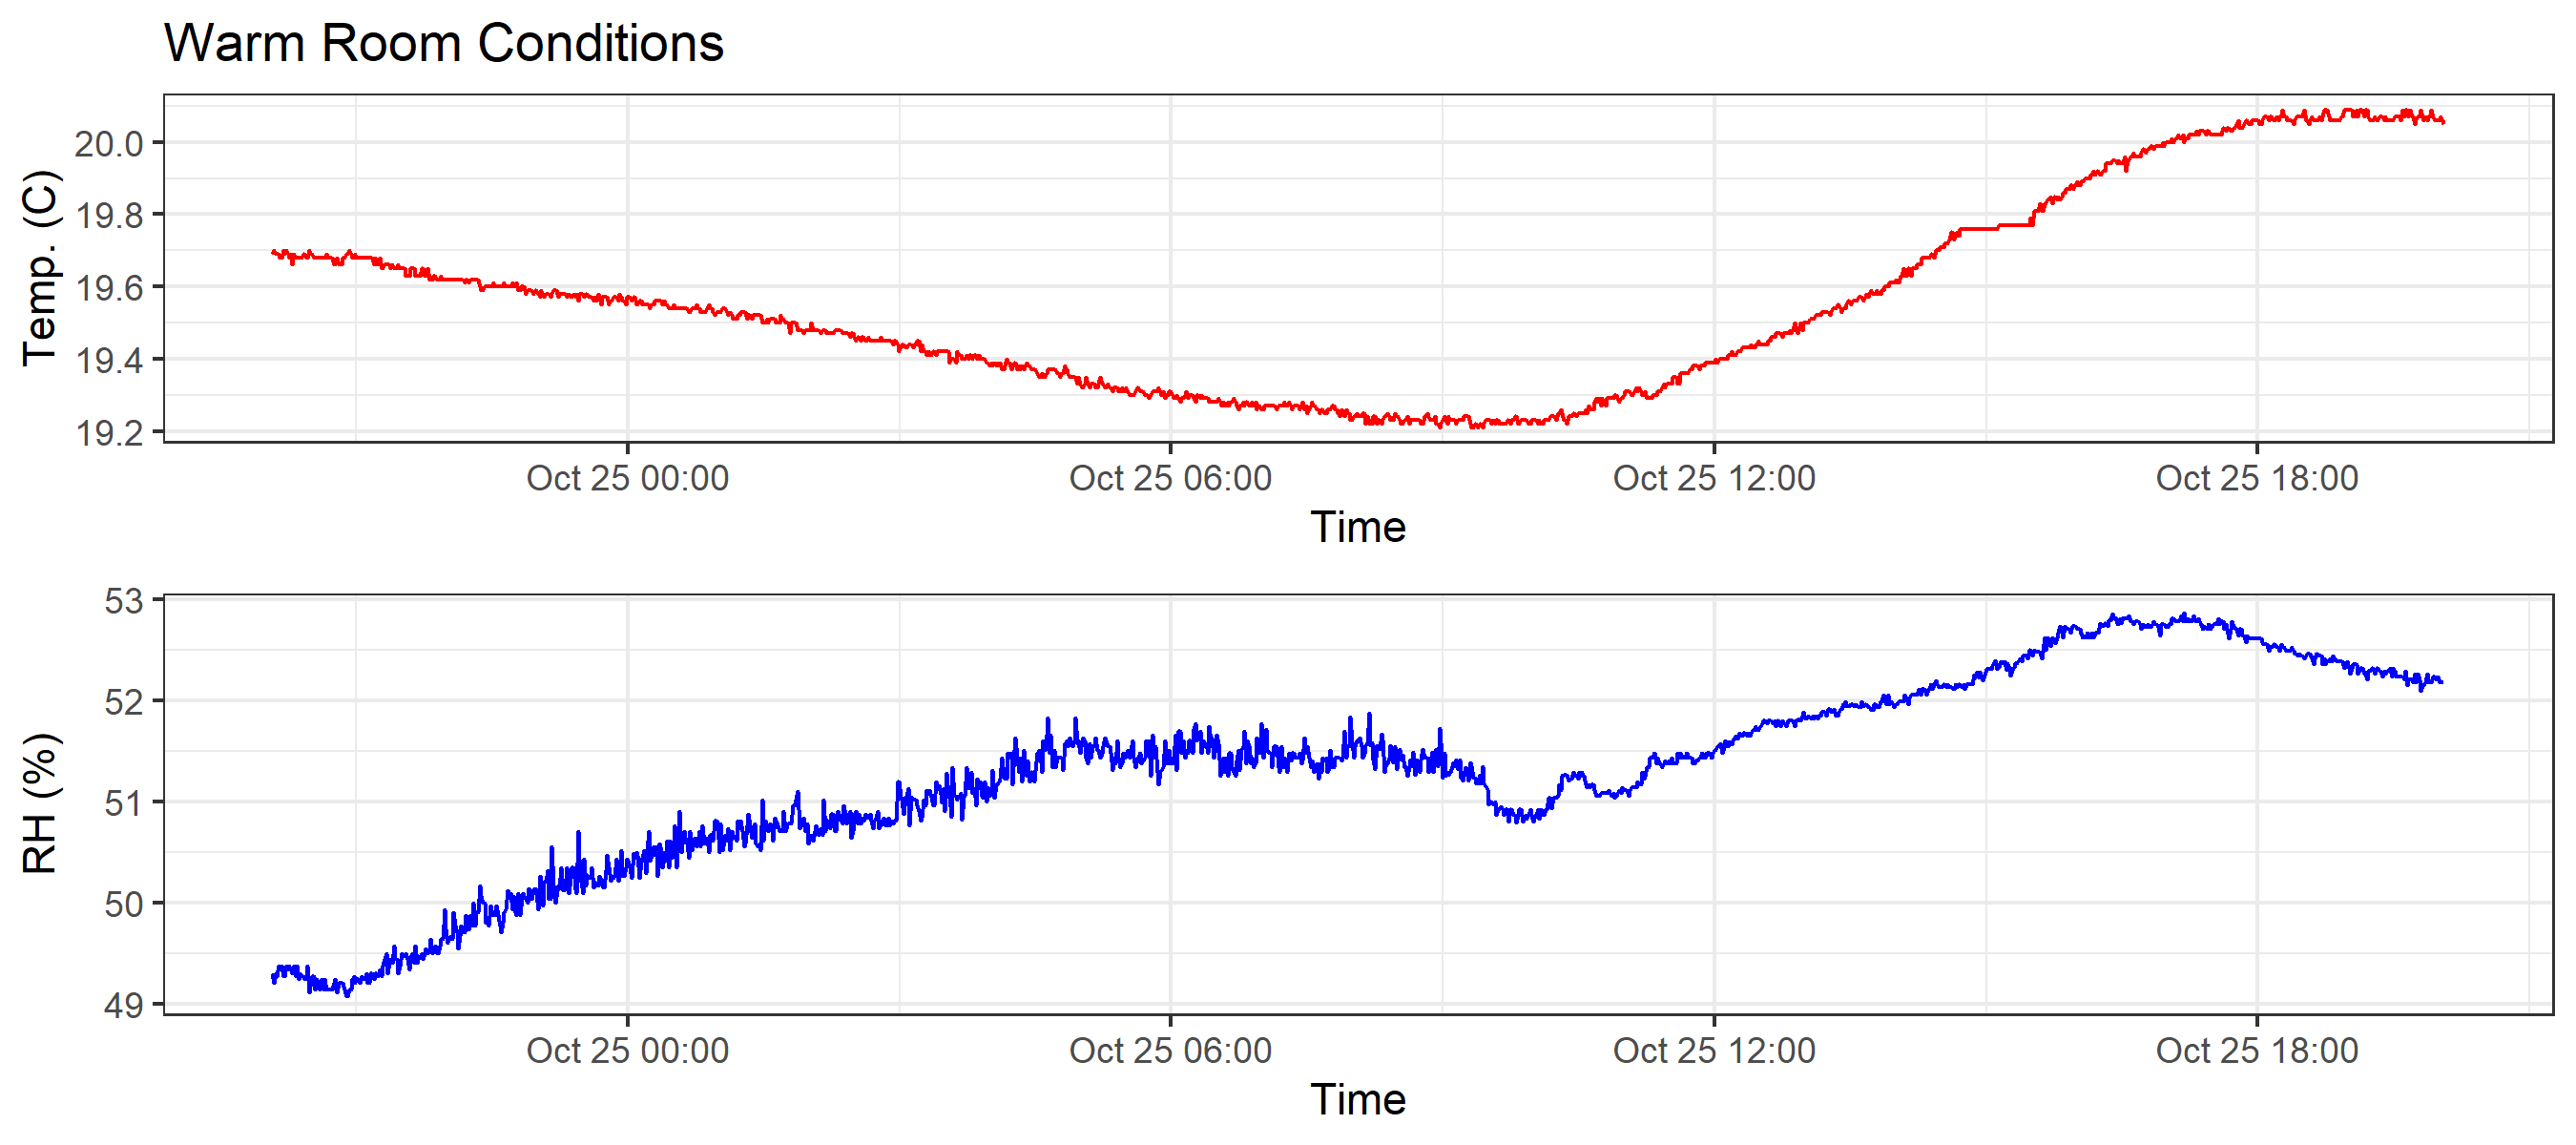 Warm Room Conditions
Temp. (C)
20.0
19.8
19.6
19.4
19.2
Oct 25 00:00 Oct 25 06:00 Oct 25 12:00 Oct 25 18:00
Time
RH (%)
53
52
51
50
49
Oct 25 00:00 Oct 25 06:00 Oct 25 12:00 Oct 25 18:00
Time